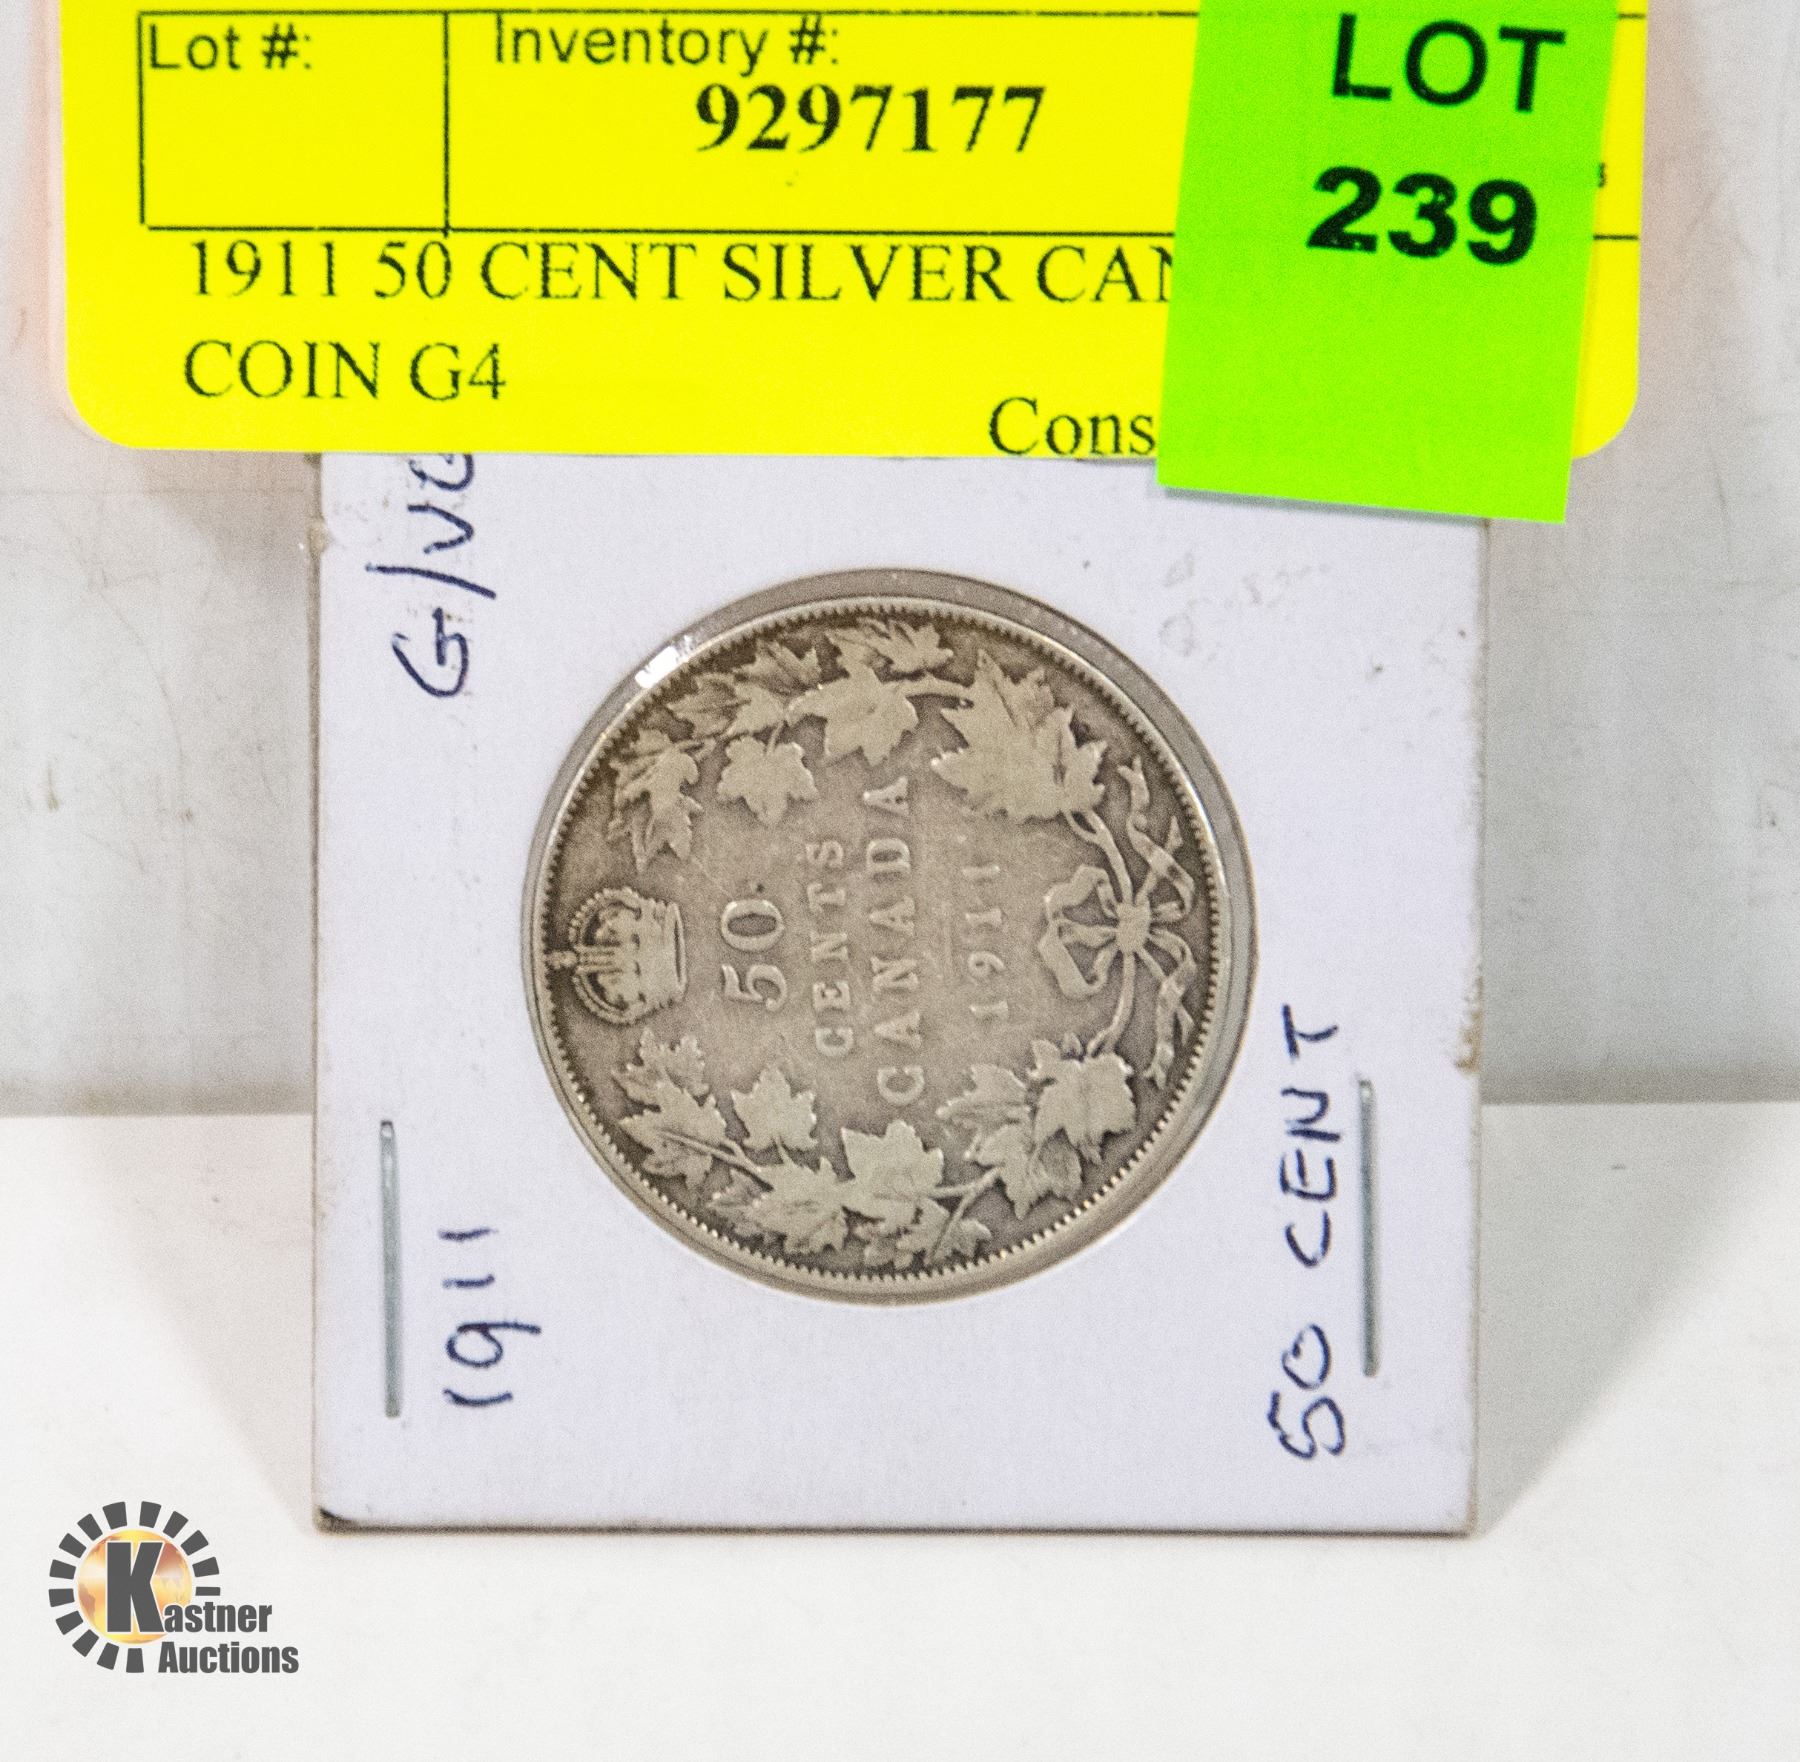 Lot #:
Inventory #:
9297177
LOT
239
1911 50 CENT SILVER CAN
COIN G4
Cons
G/VG
50
CENTS
CANADA
1911
1911
50 CENT
Kastner
Auctions